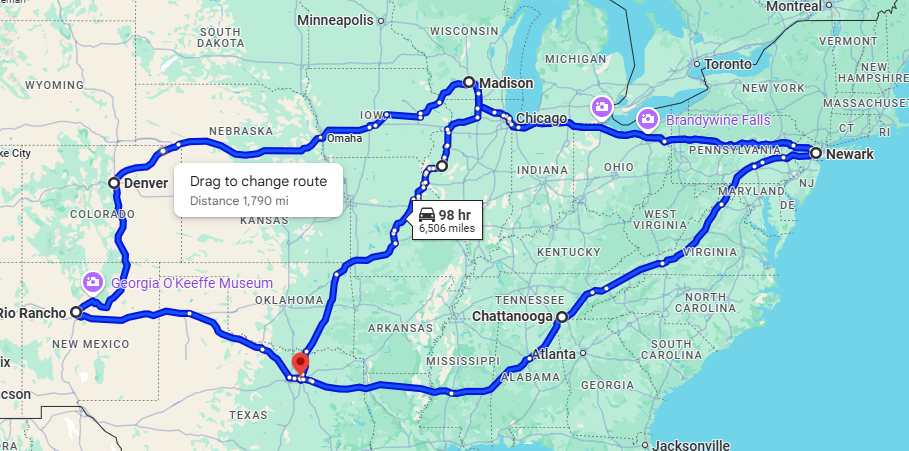 Montreal
Minneapolis
WISCONSIN
SOUTH
DAKOTA
VERMONT
MICHIGAN
Toronto
NEW
HAMPSHIRE
WYOMING
Madison
NEW YORK
MASSACHUSET
IOW
Chicago
Brandywine Falls
CT
RI
NEBRASKA
Omaha
PENNSYLVANIA
ke City
Newark
OHIO
INDIANA
Denver
Drag to change route
Distance 1,790 mi
MARYLAND
NJ
DE
COLORADO
KANSAS
98 hr
6,506 miles
WEST
VIRGINIA
KENTUCKY
VIRGINIA
Georgia O'Keeffe Museum
OKLAHOMA
TENNESSEE
NORTH
CAROLINA
Rio Rancho
Chattanooga
ARKANSAS
NEW MEXICO
SOUTH
CAROLINA
Atlanta
MISSISSIPPI
ix
ALABAMA
GEORGIA
cson
TEXAS
Jacksonville